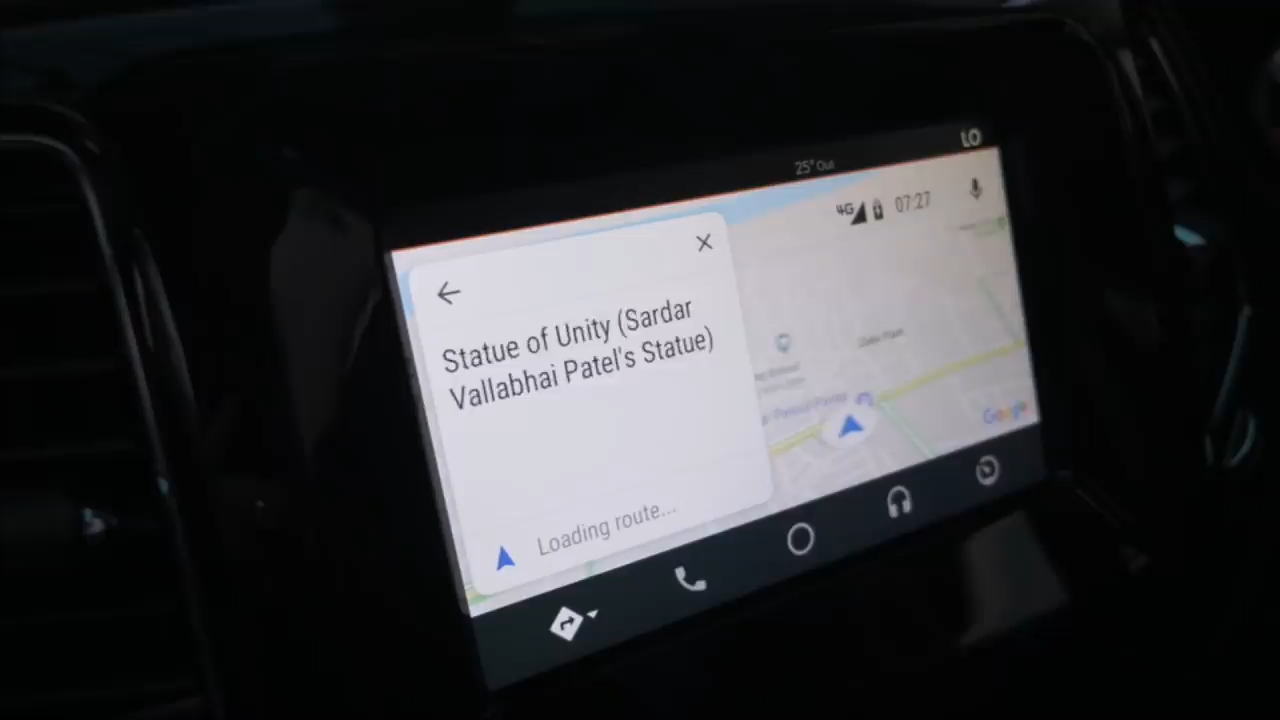 LO
25° Out
4G 07:27
Statue of Unity (Sardar
Vallabhai Patel's Statue)
Loading route...
Google